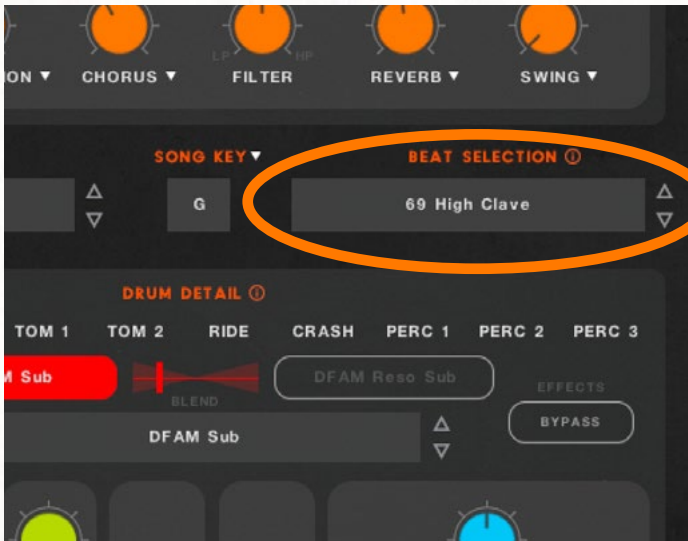 LP HP
ION ▼ CHORUS ▼ FILTER REVERB ▼ SWING ▼
SONG KEY ▼ BEAT SELECTION ⓘ
G 69 High Clave
DRUM DETAIL ⓘ
TOM 1 TOM 2 RIDE CRASH PERC 1 PERC 2 PERC 3
M Sub DFAM Reso Sub
EFFECTS
BLEND
BYPASS
DFAM Sub